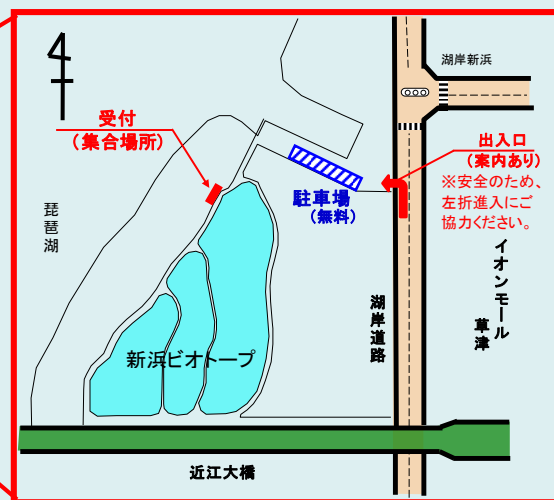 湖岸新浜
受付
(集合場所)
出入口
(案内あり)
※安全のため、
左折進入にご
協力ください。
駐車場
(無料)
琵琶湖
イオンモール
草津
湖岸道路
新浜ビオトープ
近江大橋